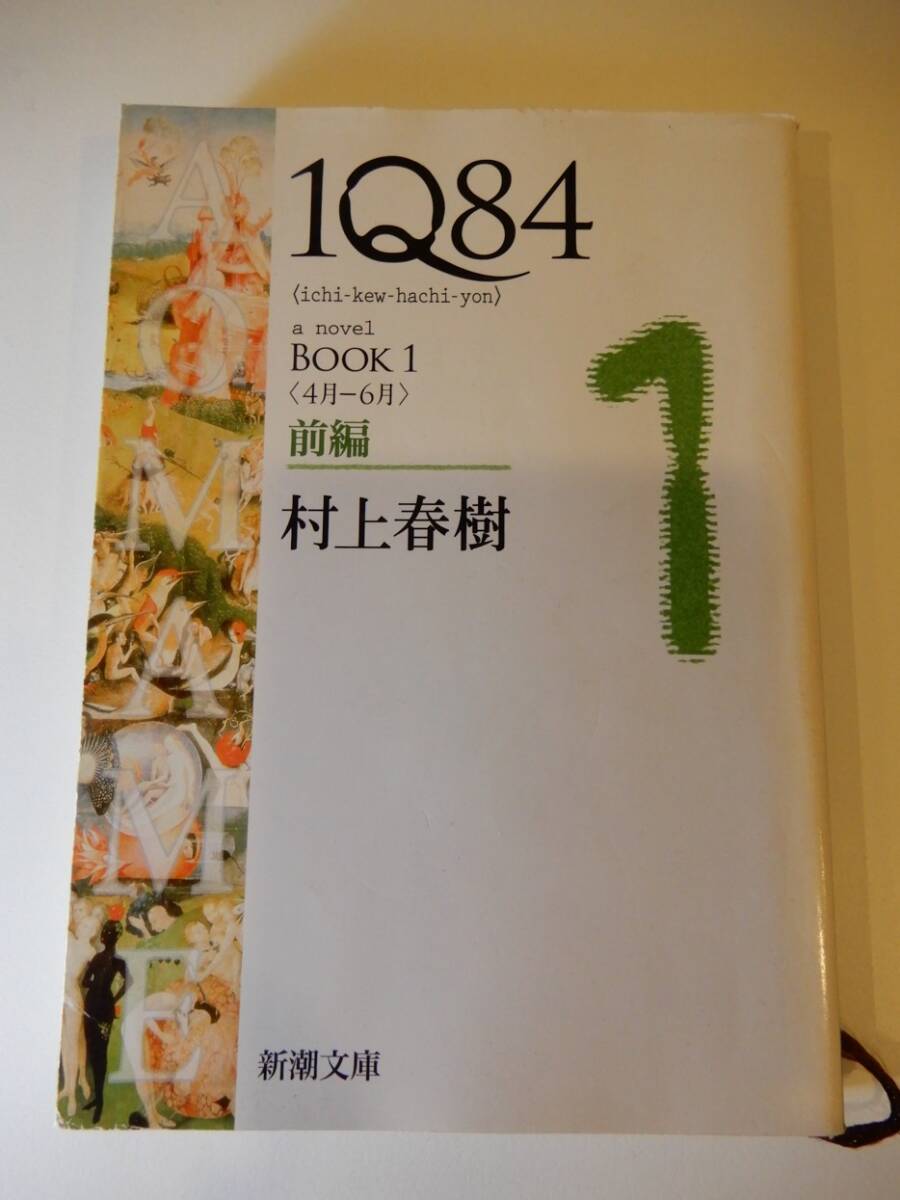 1Q84
〈ichi-kew-hachi-yon〉
a novel
BOOK 1
〈4月−6月〉
前編
村上春樹
1
AOMAME
新潮文庫